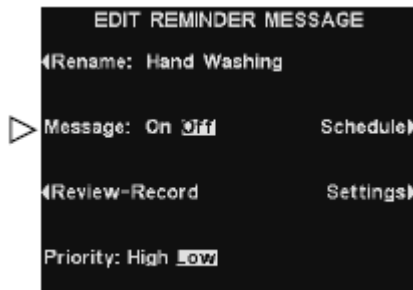 EDIT REMINDER MESSAGE
Rename: Hand Washing
Message: On Off Schedule
Review-Record Settings
Priority: High Low